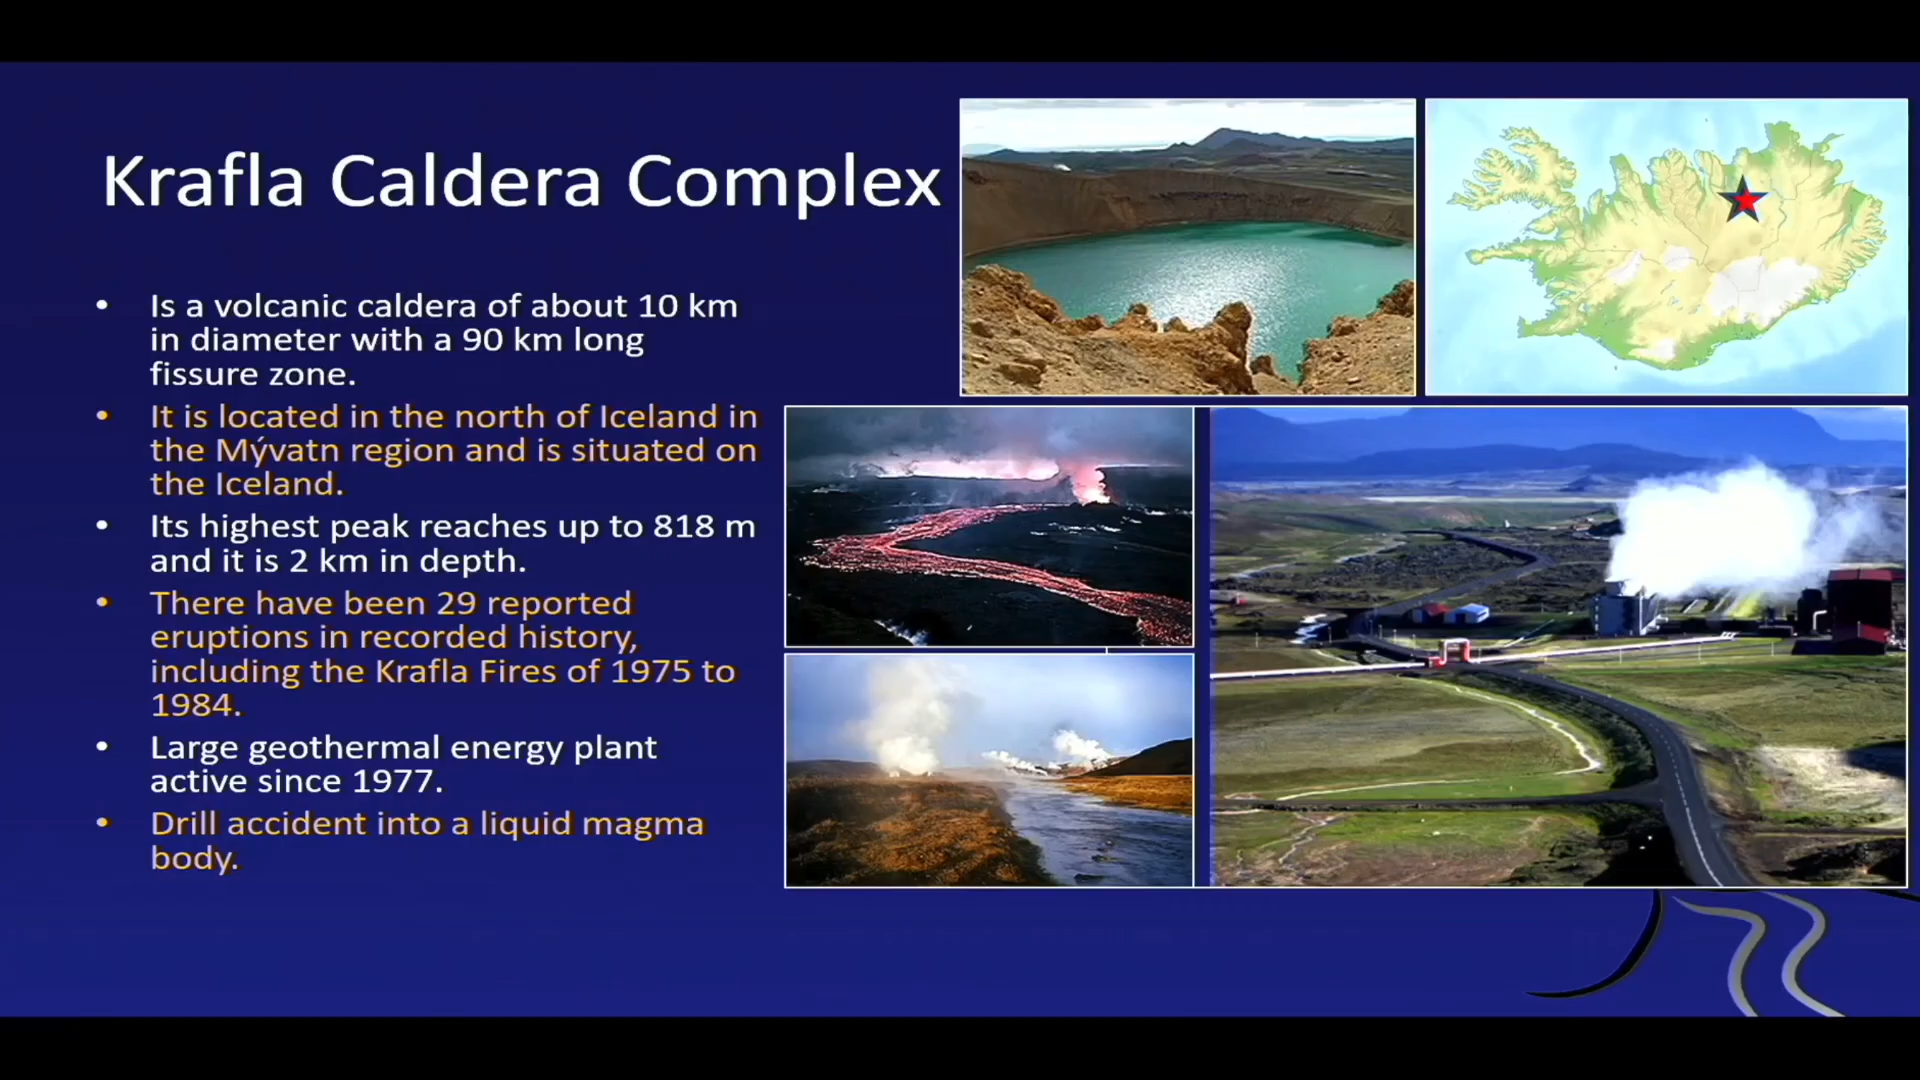 Krafla Caldera Complex
• Is a volcanic caldera of about 10 km
in diameter with a 90 km long
fissure zone.
• It is located in the north of Iceland in
the Mývatn region and is situated on
the Iceland.
• Its highest peak reaches up to 818 m
and it is 2 km in depth.
• There have been 29 reported
eruptions in recorded history,
including the Krafla Fires of 1975 to
1984.
• Large geothermal energy plant
active since 1977.
• Drill accident into a liquid magma
body.